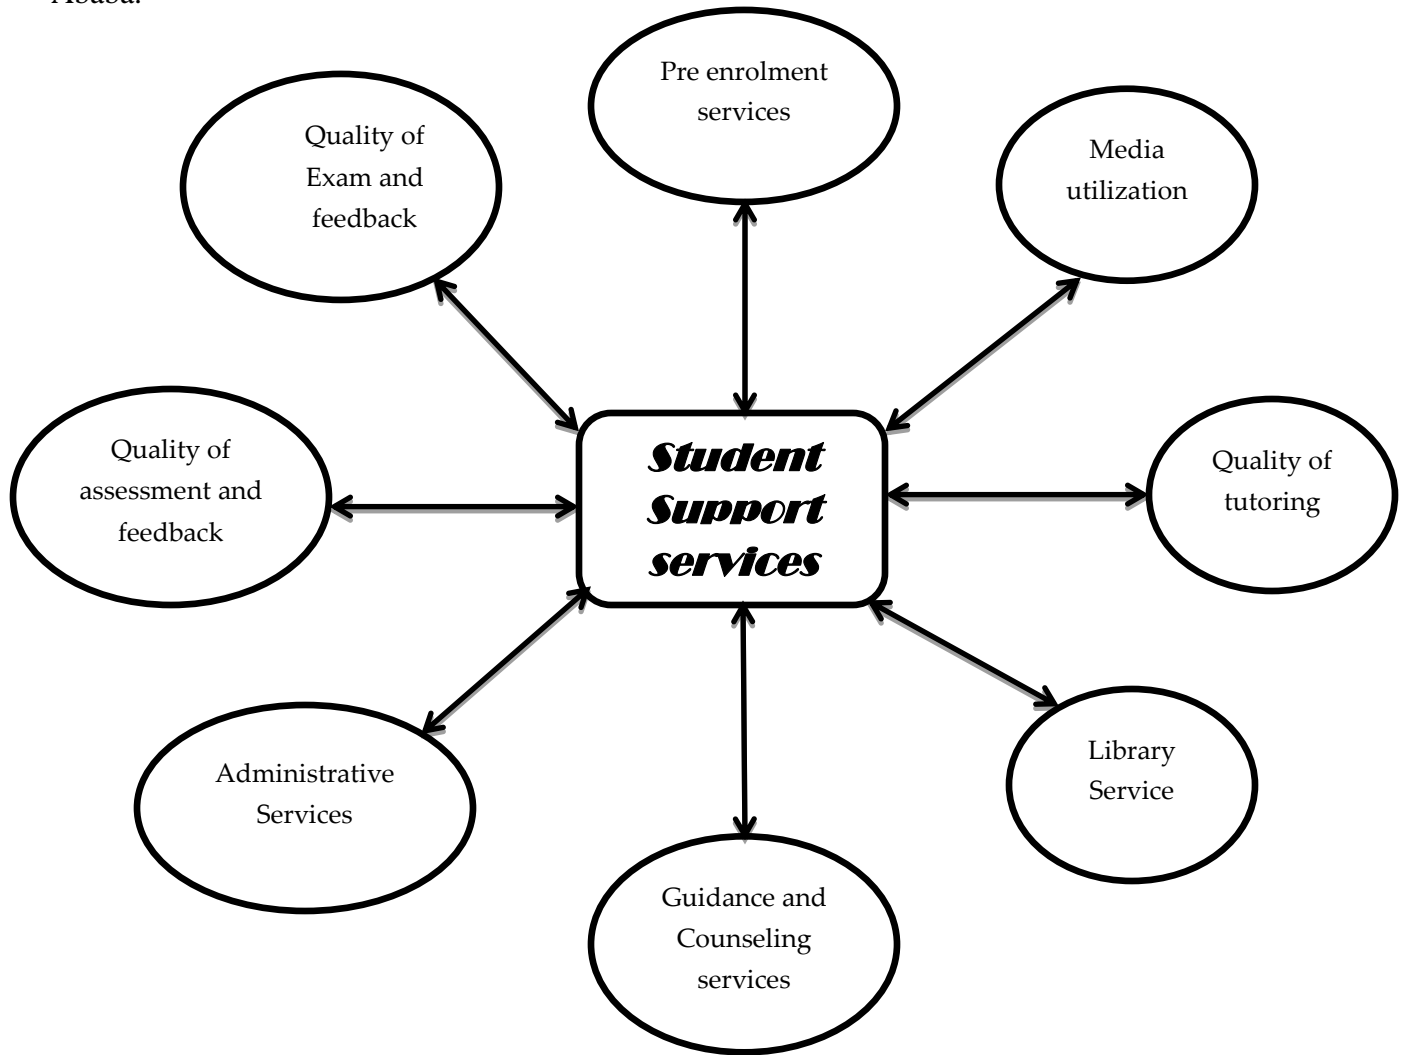 Ababa.
Pre enrolment
services
Quality of
Exam and
feedback
Media
utilization
Student
Support
services
Quality of
assessment and
feedback
Quality of
tutoring
Administrative
Services
Library
Service
Guidance and
Counseling
services